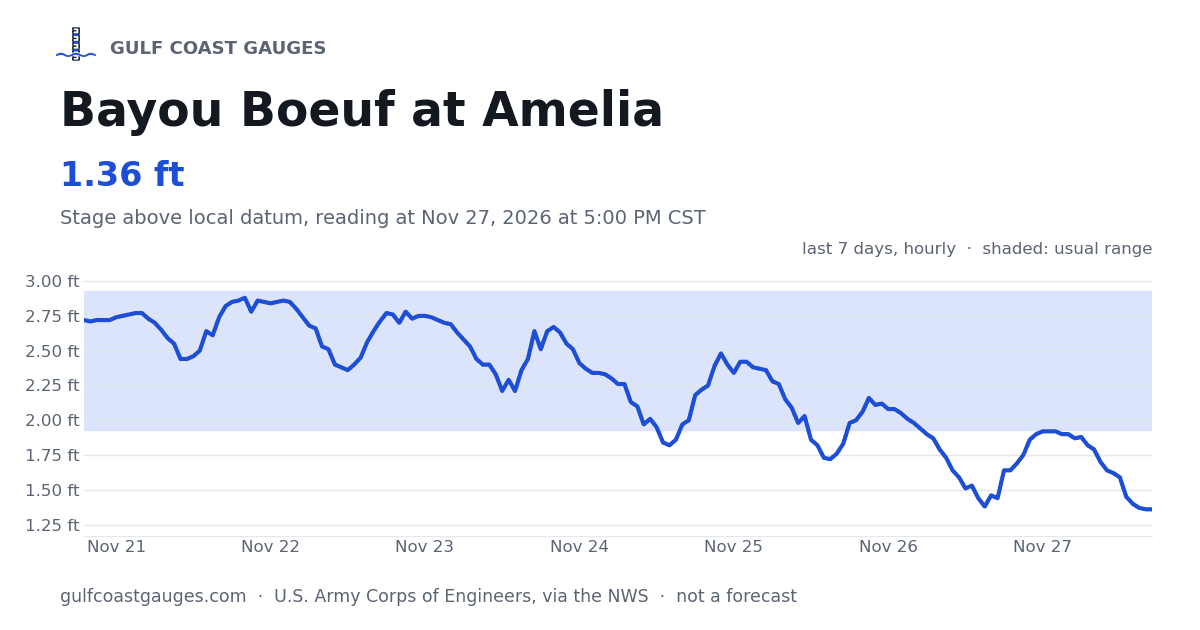 GULF COAST GAUGES
Bayou Boeuf at Amelia
1.36 ft
Stage above local datum, reading at Nov 27, 2026 at 5:00 PM CST
last 7 days, hourly · shaded: usual range
3.00 ft
2.75 ft
2.50 ft
2.25 ft
2.00 ft
1.75 ft
1.50 ft
1.25 ft
Nov 21 Nov 22 Nov 23 Nov 24 Nov 25 Nov 26 Nov 27
gulfcoastgauges.com · U.S. Army Corps of Engineers, via the NWS · not a forecast